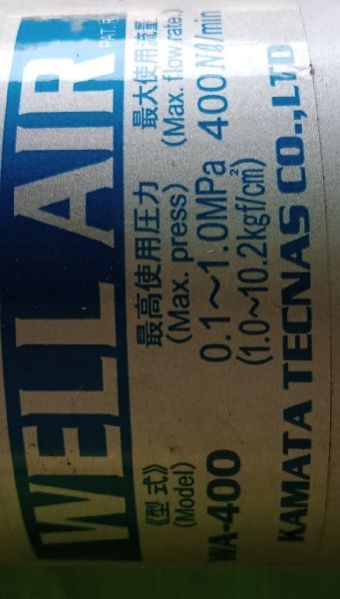 WELL AIR
PAT.
《型式》 最高使用圧力 最大使用流量
(Model) (Max. press) (Max. flow rate.)
WA-400 0.1～1.0MPa 400Nℓ/min
(1.0~10.2kgf/cm²)
KAMATA TECNAS CO.,LTD